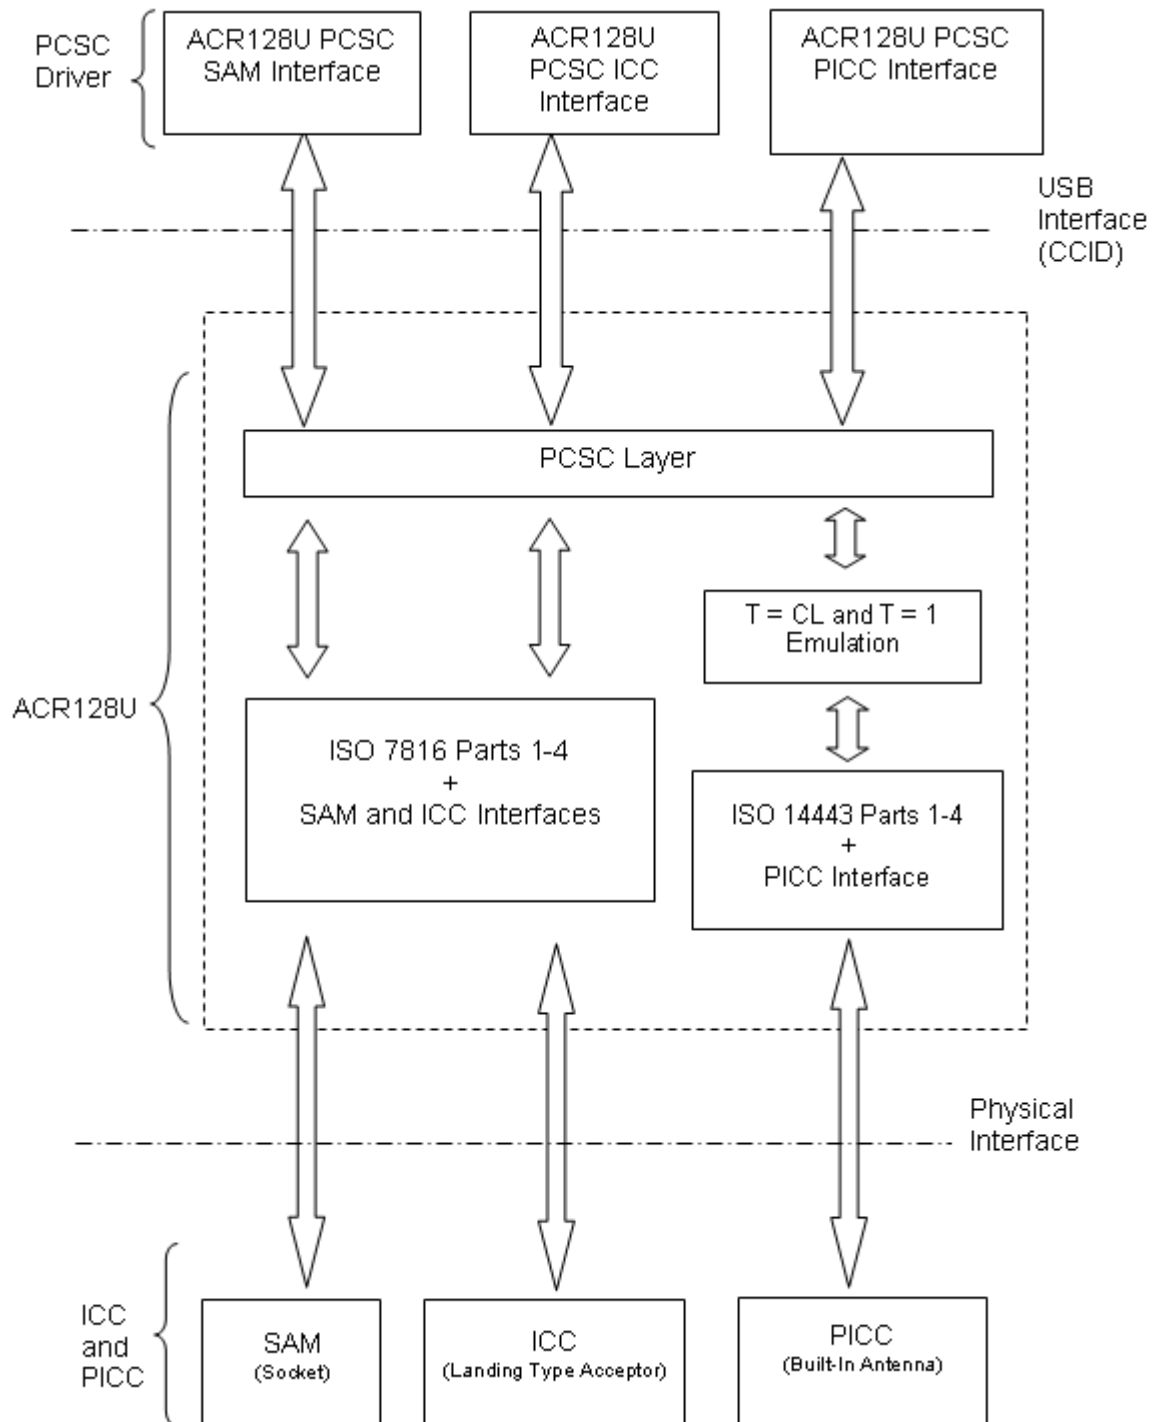 PCSC
Driver
ACR128U PCSC
SAM Interface
ACR128U
PCSC ICC
Interface
ACR128U PCSC
PICC Interface
USB
Interface
(CCID)
PCSC Layer
T = CL and T = 1
Emulation
ACR128U
ISO 7816 Parts 1-4
+
SAM and ICC Interfaces
ISO 14443 Parts 1-4
+
PICC Interface
Physical
Interface
ICC
and
PICC
SAM
(Socket)
ICC
(Landing Type Acceptor)
PICC
(Built-In Antenna)